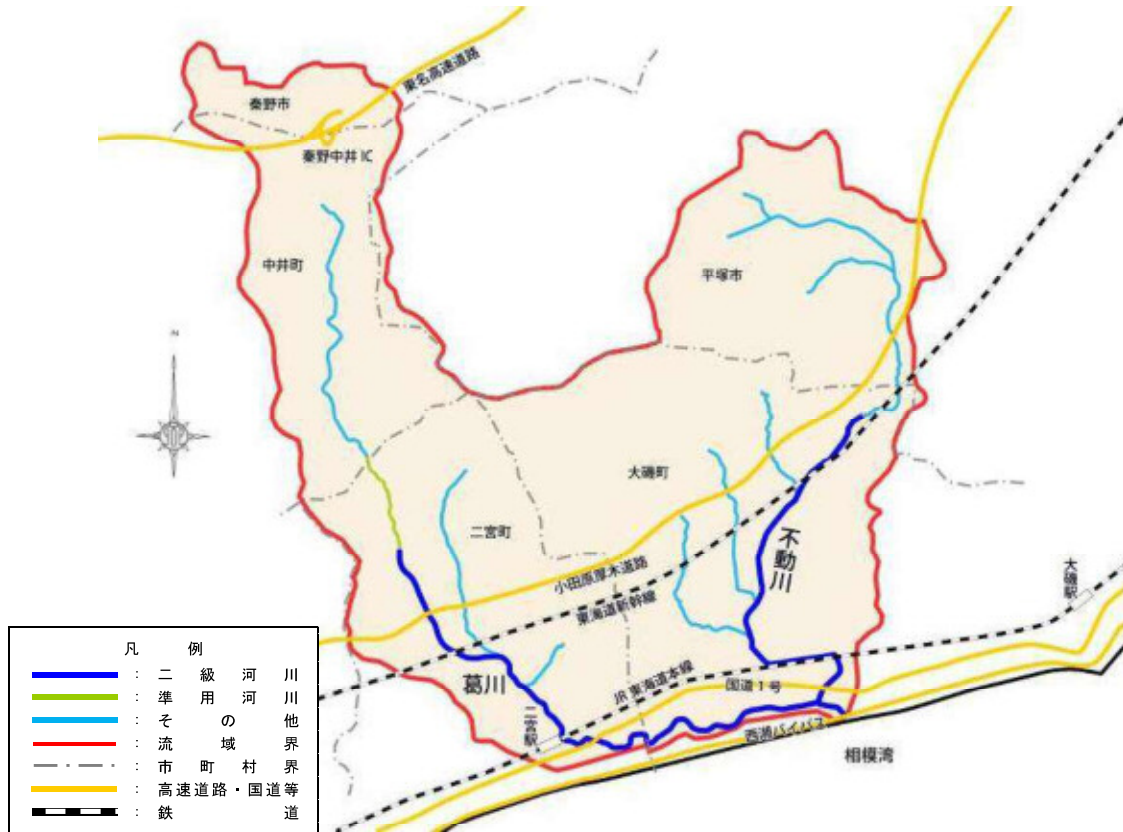 東名高速道路
秦野市
秦野中井IC
中井町
平塚市
N
大磯町
二宮町
不動川
小田原厚木道路
東海道新幹線
大磯駅
JR東海道本線
国道1号
葛川
二宮駅
西湘バイパス
相模湾
凡 例
: 二級河川
: 準用河川
: その他
: 流域界
: 市町村界
: 高速道路・国道等
: 鉄道